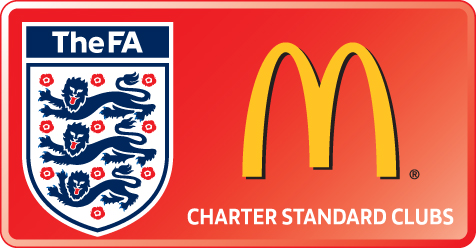 TheFA
®
CHARTER STANDARD CLUBS